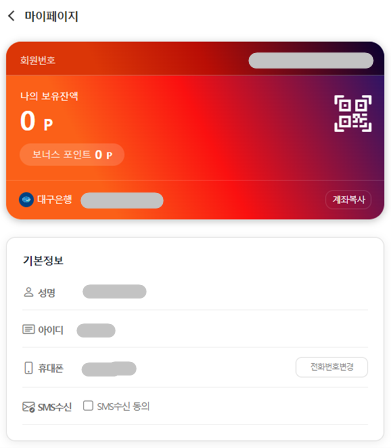 마이페이지
회원번호
나의 보유잔액
0 P
보너스 포인트 0 P
대구은행 계좌복사
기본정보
성명
아이디
휴대폰 전화번호변경
SMS수신 SMS수신 동의